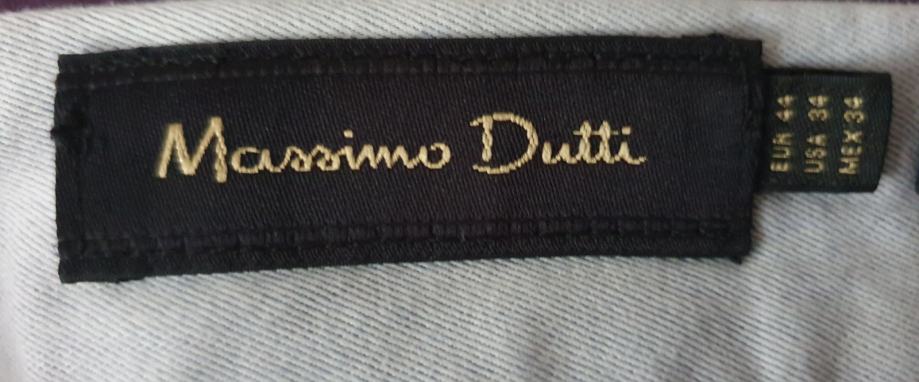 Massimo Dutti
EUR 44
USA 34
MEX 34